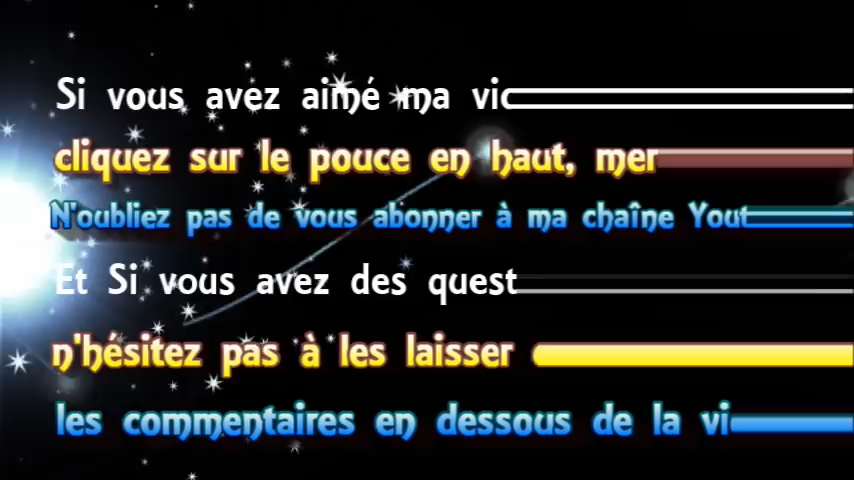 Si vous avez aimé ma vic
cliquez sur le pouce en haut, mer
N'oubliez pas de vous abonner à ma chaîne Yout
Et Si vous avez des quest
n'hésitez pas à les laisser
les commentaires en dessous de la vi